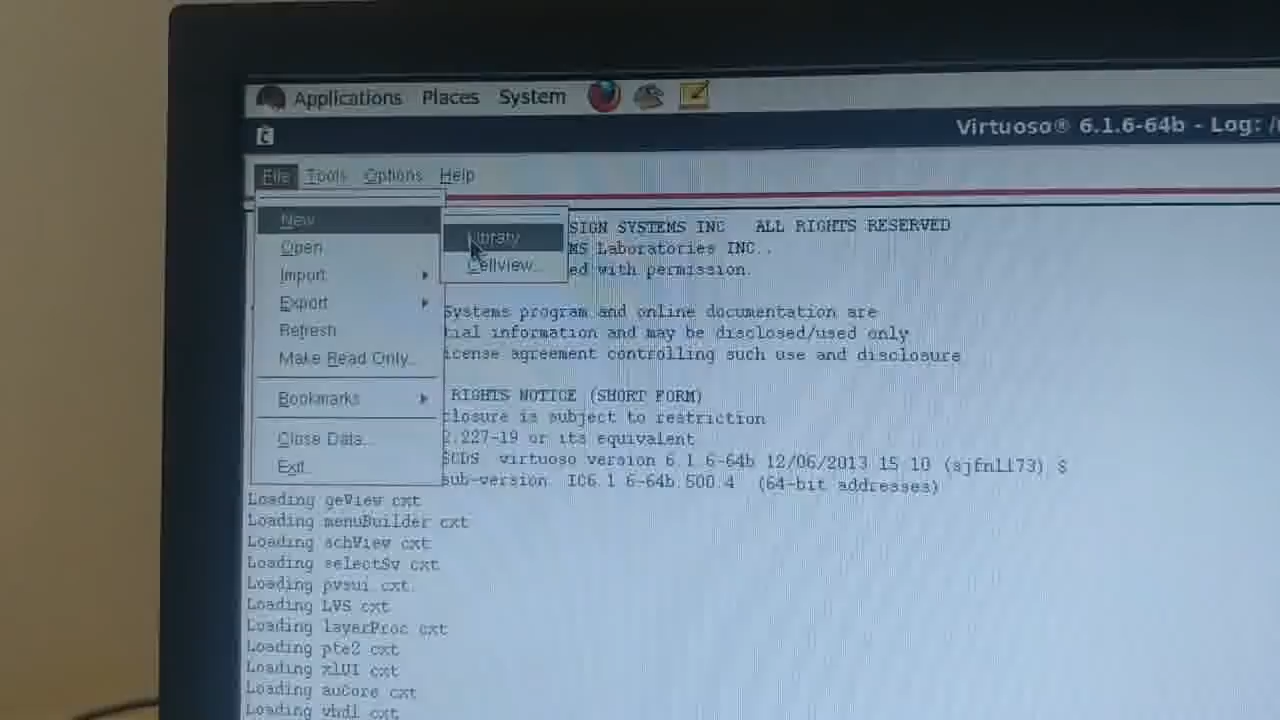 Applications Places System
Virtuoso® 6.1.6-64b - Log: /
File Tools Options Help
New
Open
Import
Export
Refresh
Make Read Only...
Bookmarks
Close Data...
Exit...
Library
Cellview...
SIGN SYSTEMS INC ALL RIGHTS RESERVED
MS Laboratories INC.,
ed with permission.
Systems program and online documentation are
tial information and may be disclosed/used only
icense agreement controlling such use and disclosure
RIGHTS NOTICE (SHORT FORM)
closure is subject to restriction
2.227-19 or its equivalent
virtuoso version 6.1.6-64b 12/06/2013 15:10 (sjfnl173) $
sub-version IC6.1.6-64b.500.4 (64-bit addresses)
Loading geView.cxt
Loading menuBuilder.cxt
Loading schView.cxt
Loading selectSv.cxt
Loading pvsui.cxt
Loading LVS.cxt
Loading layerProc.cxt
Loading pte2.cxt
Loading xlUI.cxt
Loading auCore.cxt
Loading vhdl.cxt